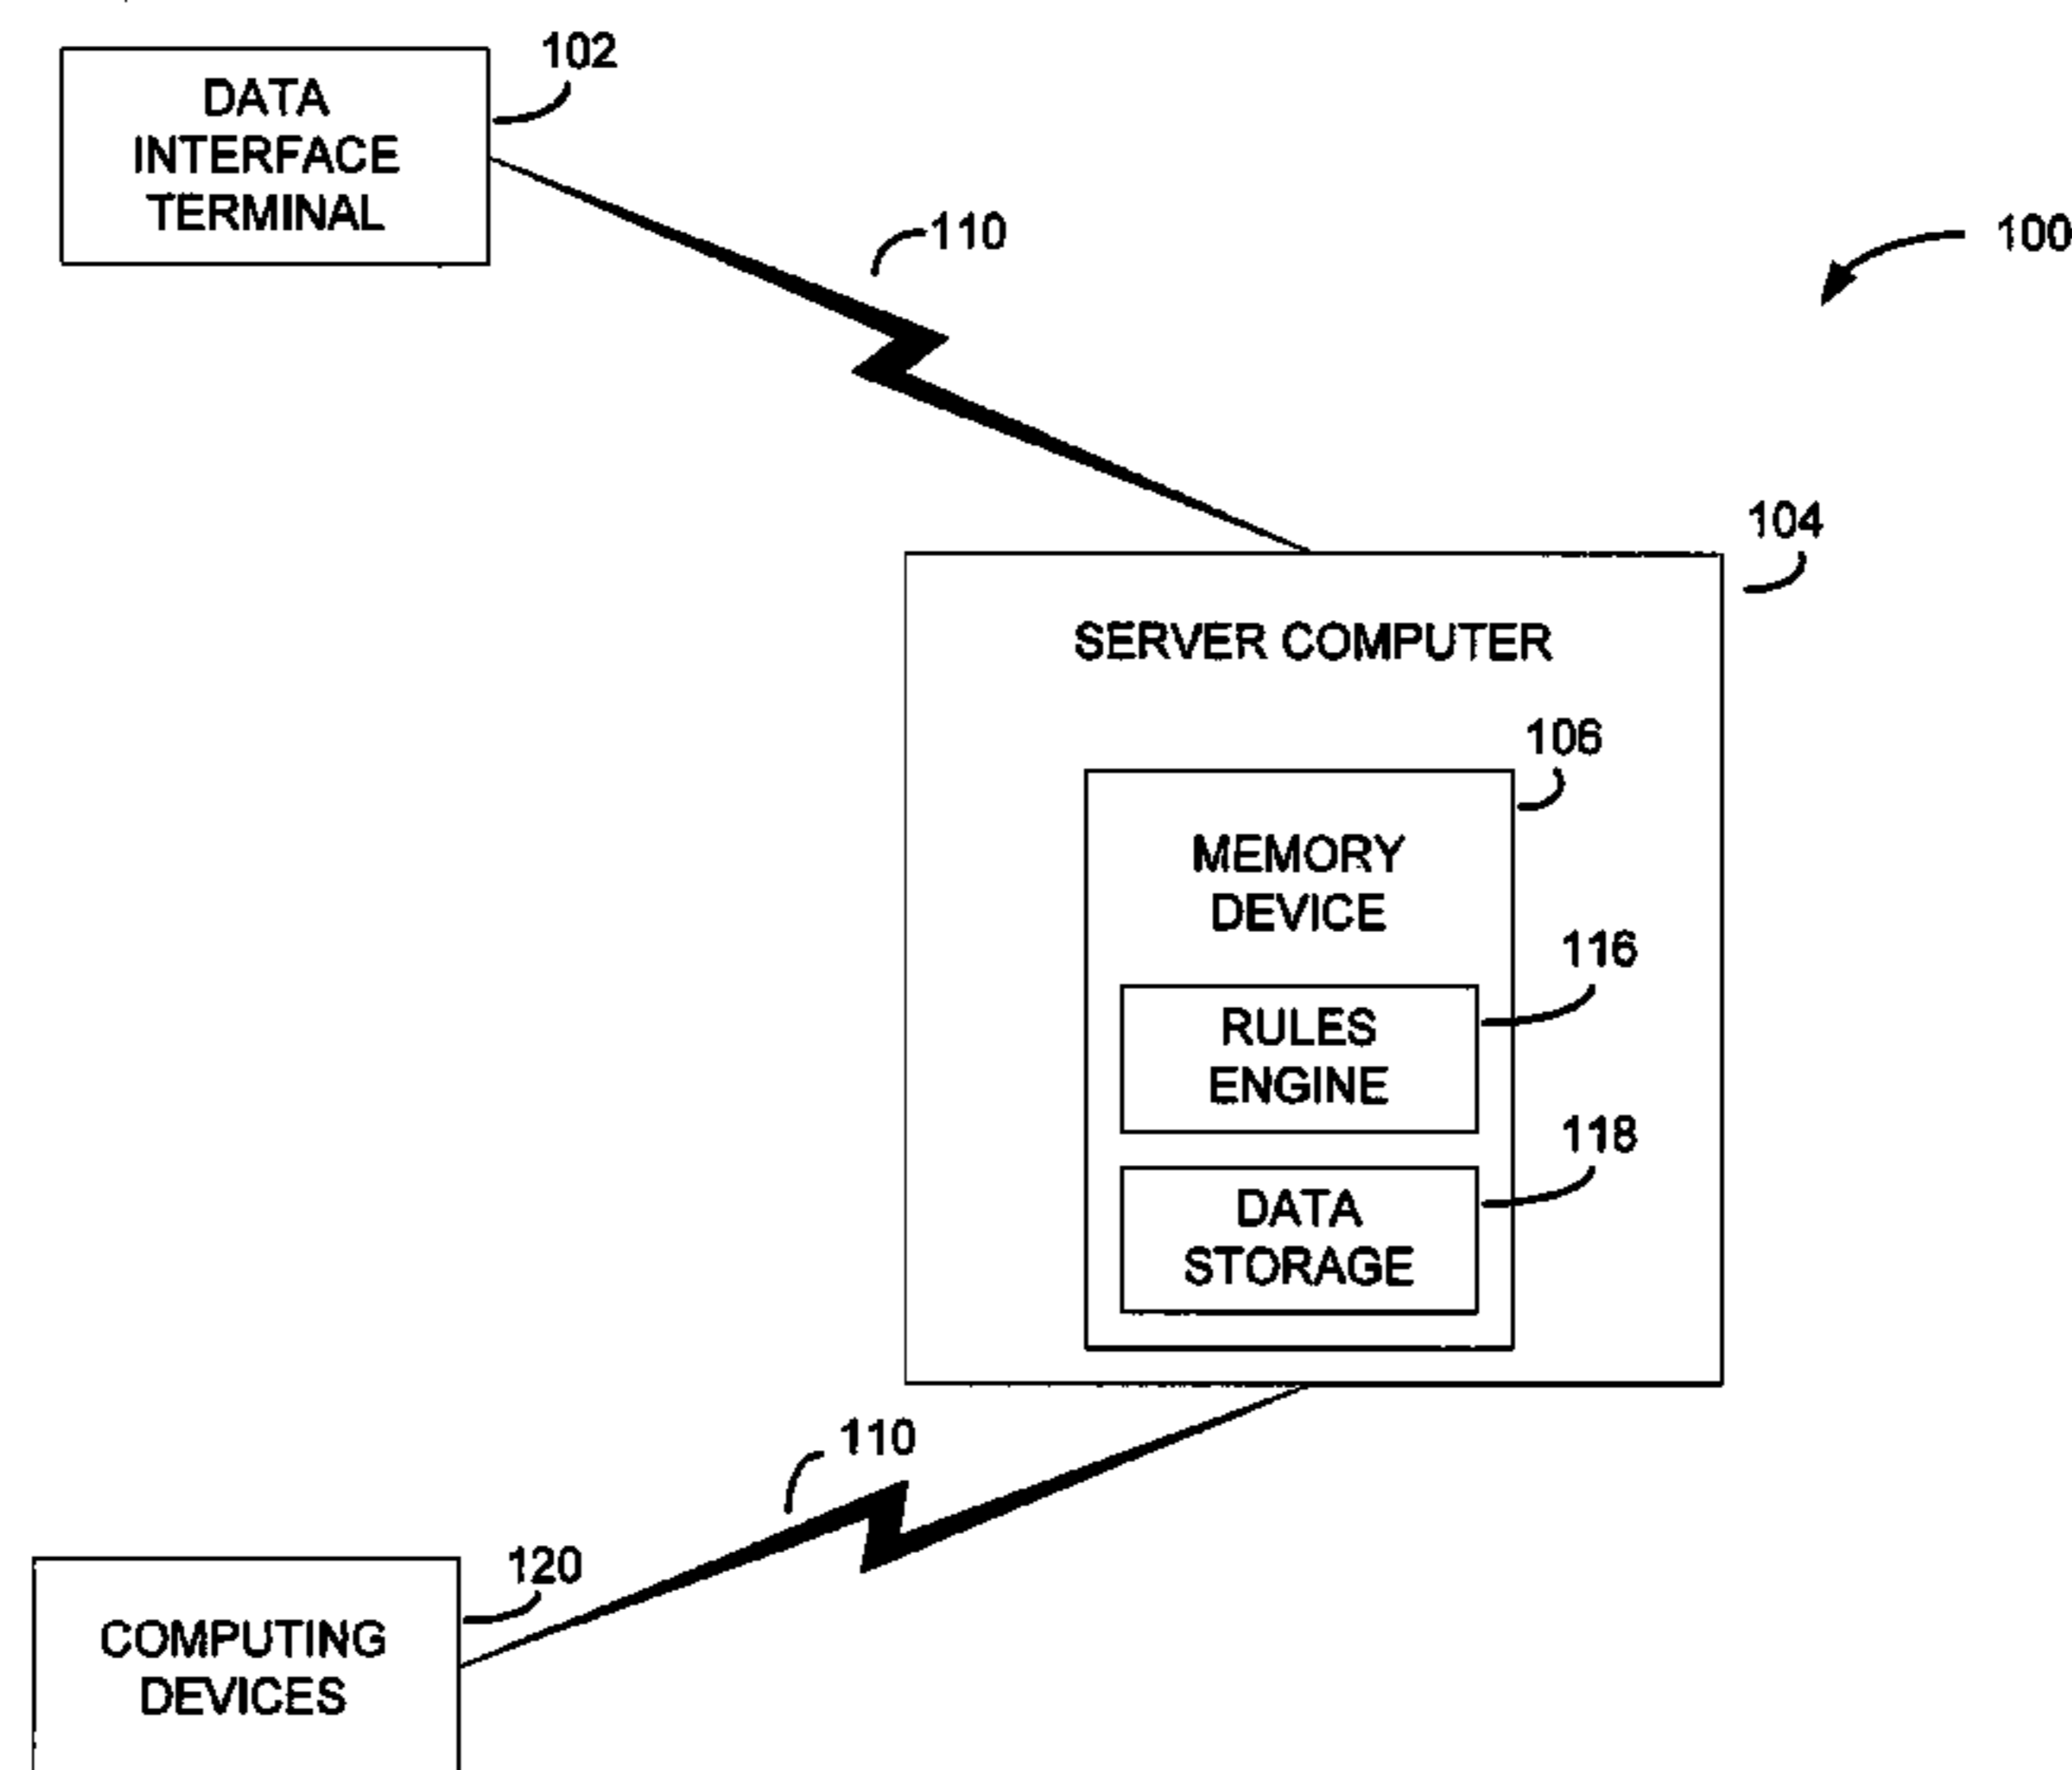 102
DATA
INTERFACE
TERMINAL
110
100
104
SERVER COMPUTER
106
MEMORY
DEVICE
116
RULES
ENGINE
118
DATA
STORAGE
110
120
COMPUTING
DEVICES